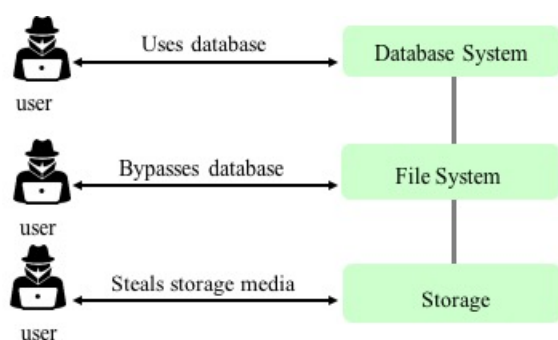 Uses database
Database System
user
Bypasses database
File System
user
Steals storage media
Storage
user